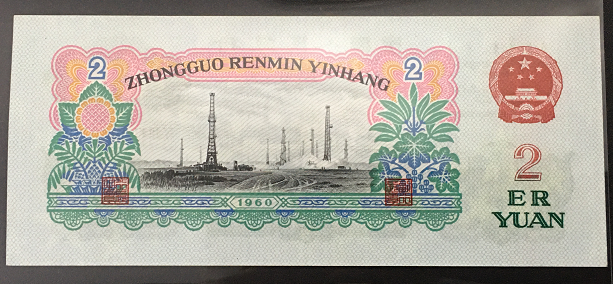 2
2
ZHONGGUO RENMIN YINHANG
1960
2
ER
YUAN